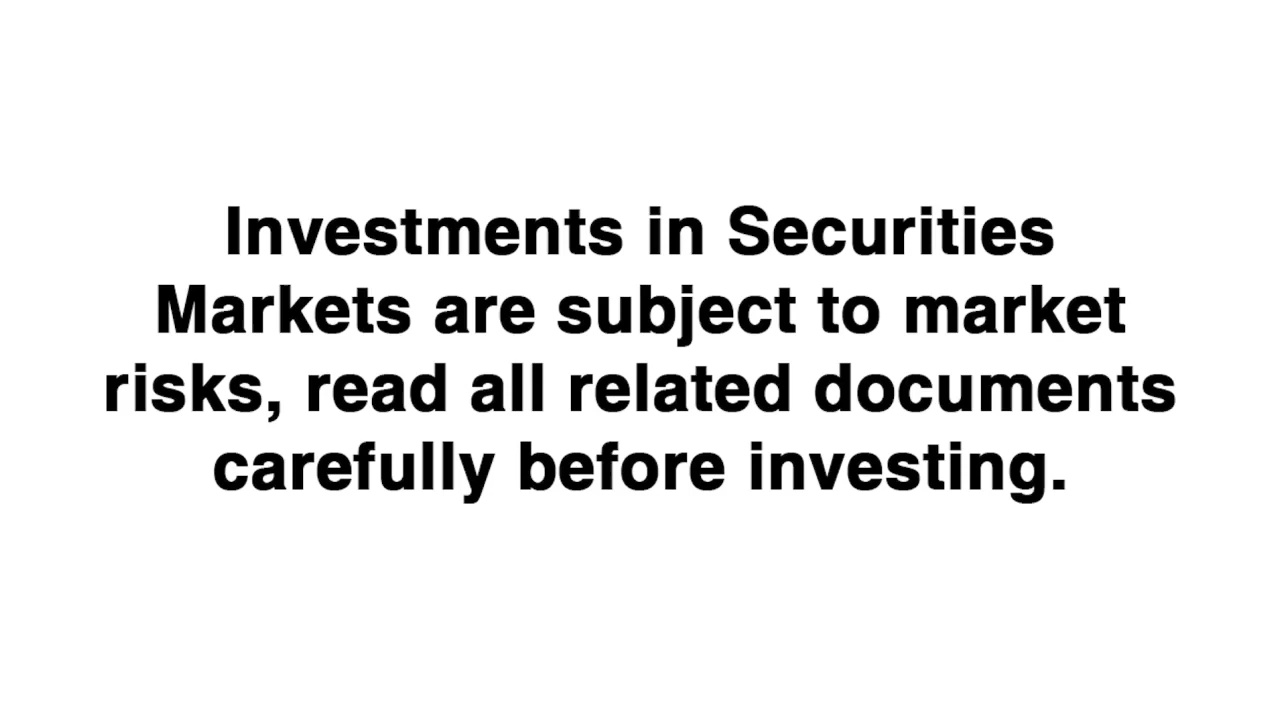 Investments in Securities
Markets are subject to market
risks, read all related documents
carefully before investing.